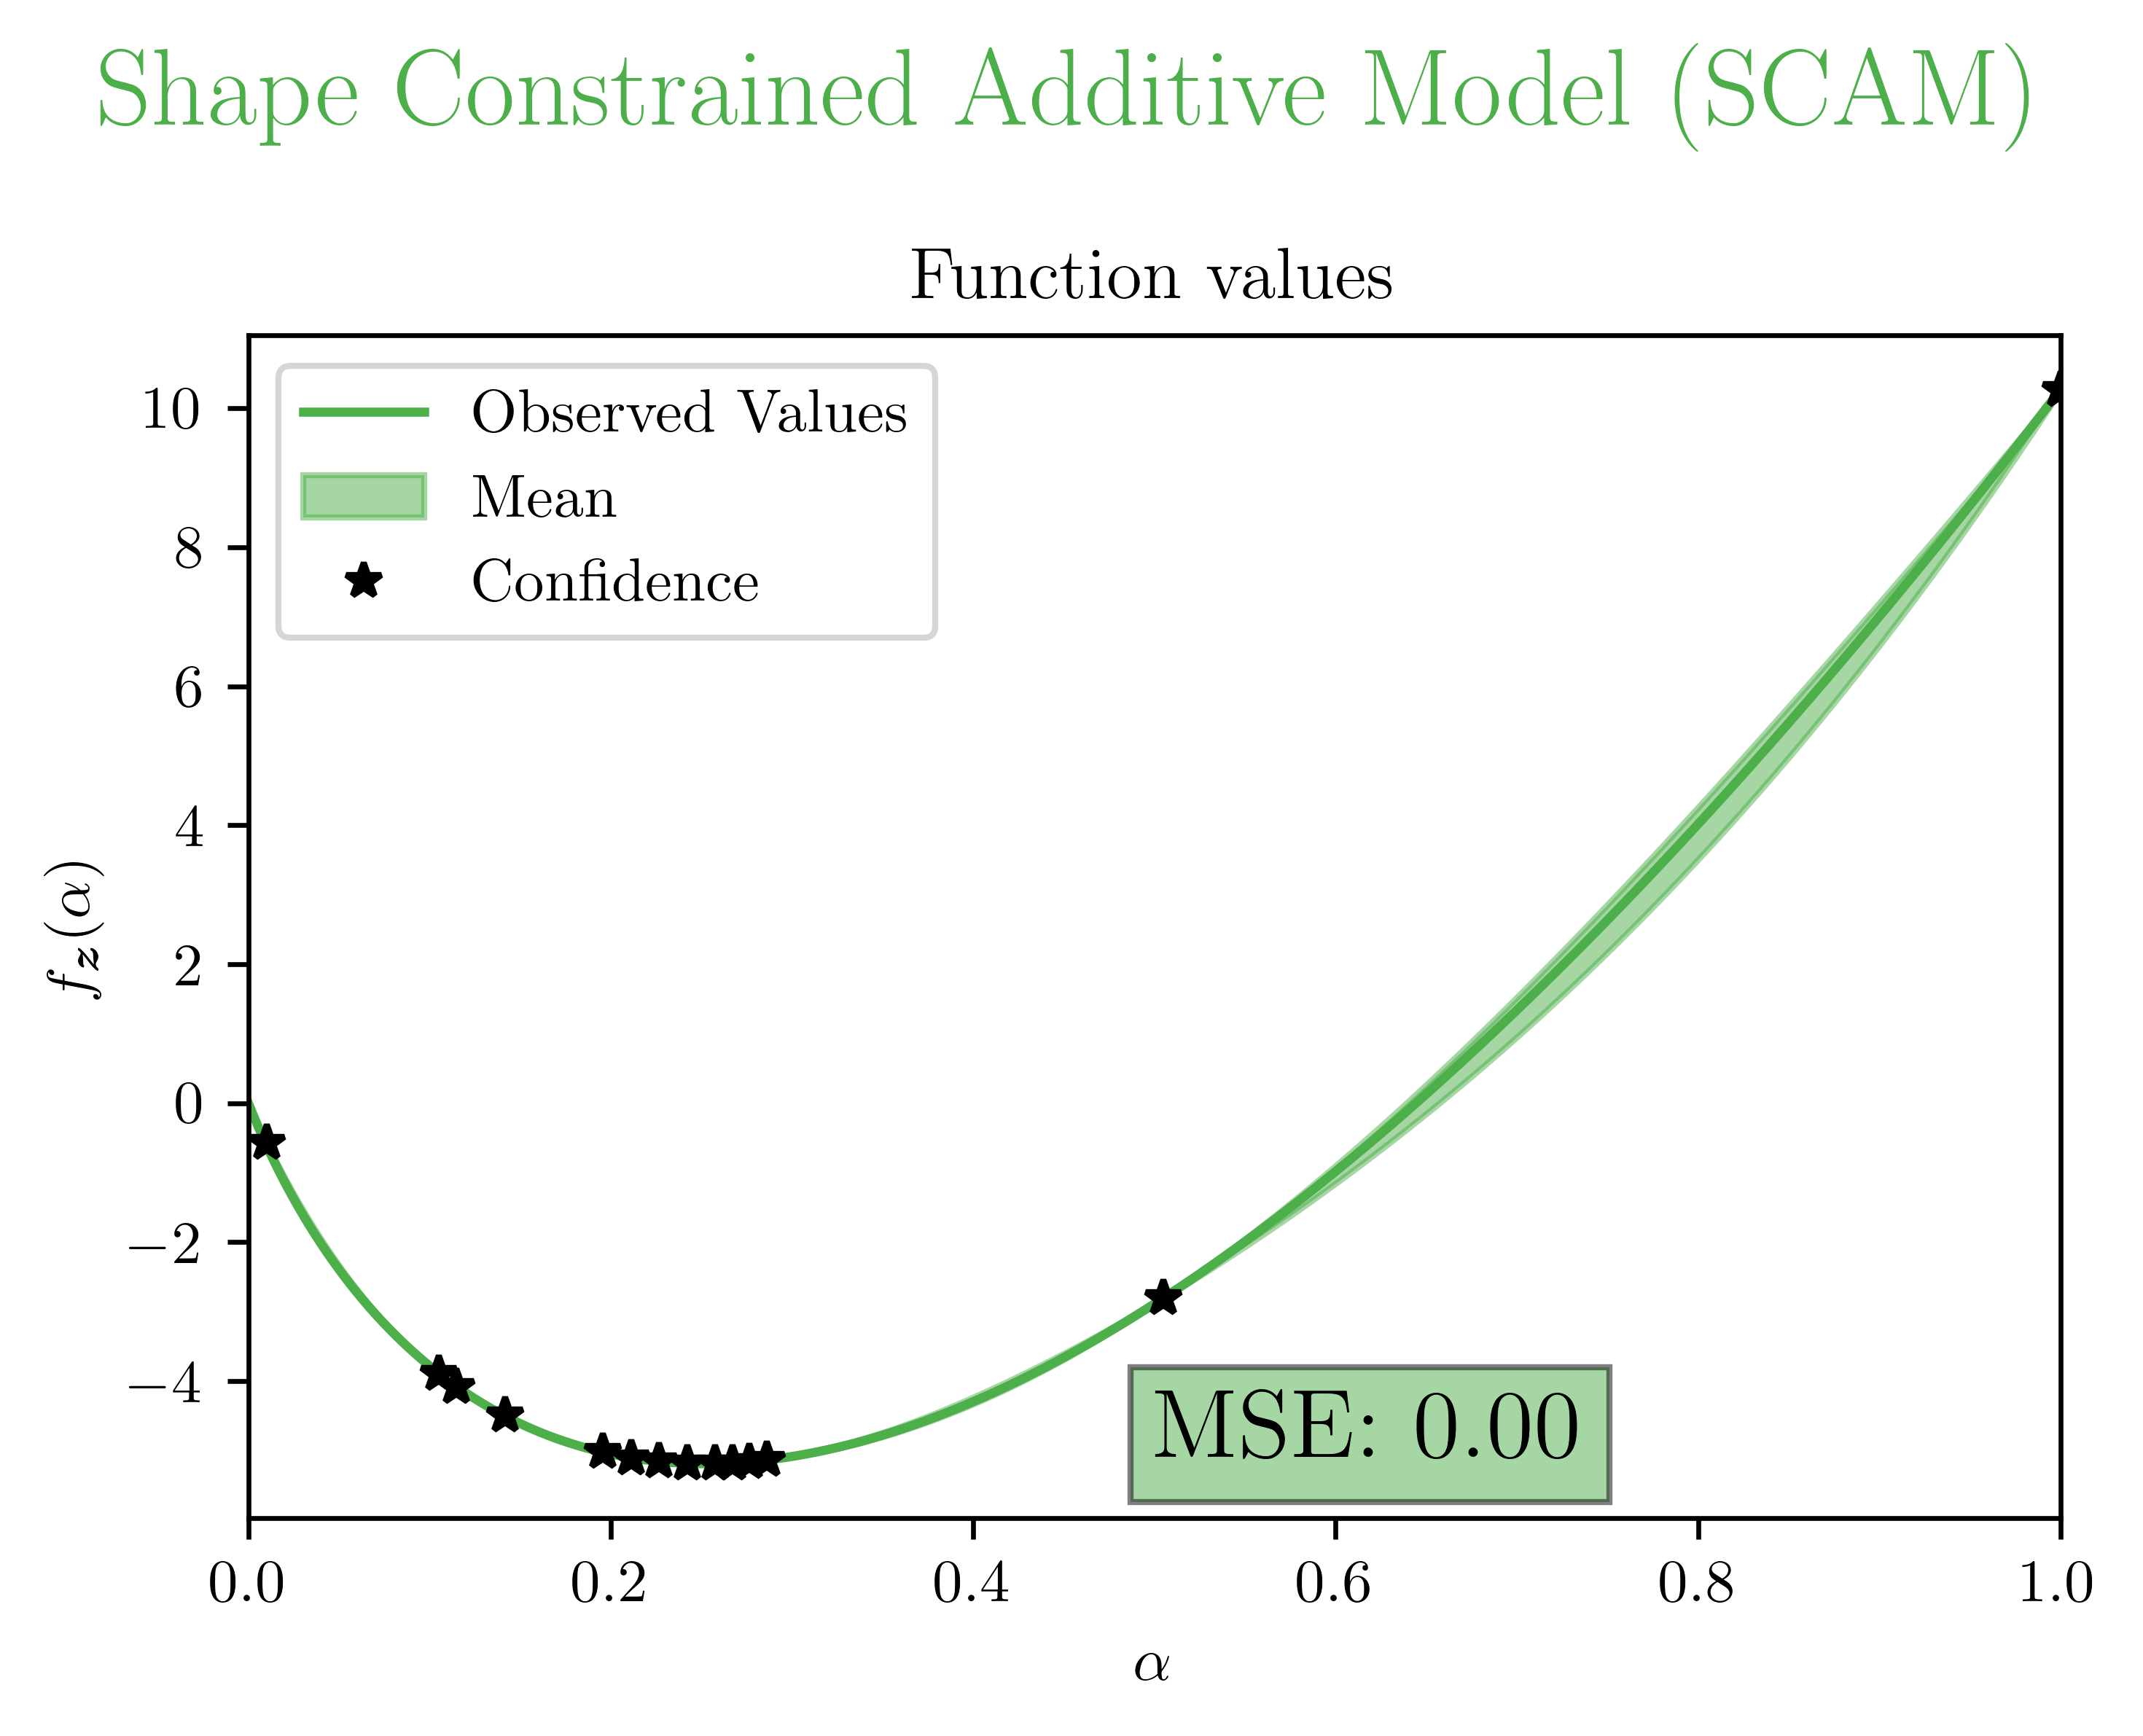 Shape Constrained Additive Model (SCAM)
Function values
Observed Values
Mean
Confidence
10
8
6
4
2
0
−2
−4
f𝓏(α)
MSE: 0.00
0.0 0.2 0.4 0.6 0.8 1.0
α